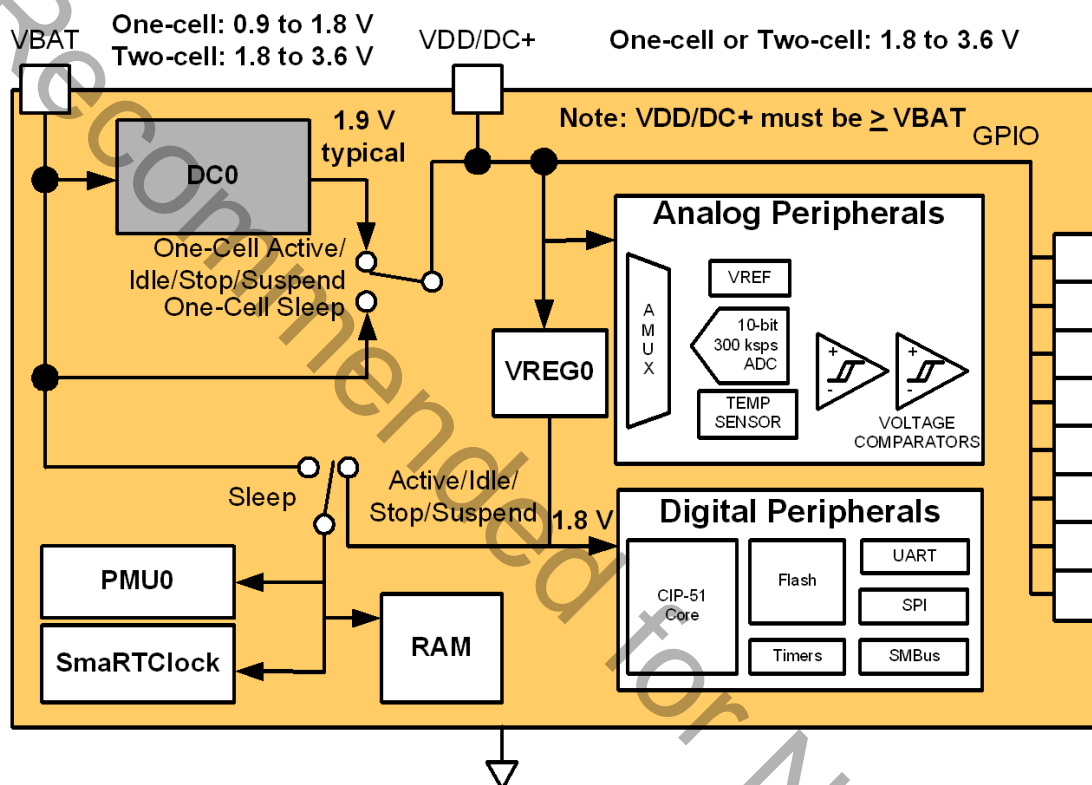 One-cell: 0.9 to 1.8 V
VBAT
Two-cell: 1.8 to 3.6 V
VDD/DC+
One-cell or Two-cell: 1.8 to 3.6 V
Note: VDD/DC+ must be ≥ VBAT
GPIO
1.9 V
typical
DC0
One-Cell Active/
Idle/Stop/Suspend
One-Cell Sleep
Analog Peripherals
A
M
U
X
VREF
10-bit
300 ksps
ADC
TEMP
SENSOR
+
-
+
-
VOLTAGE
COMPARATORS
VREG0
Sleep
Active/Idle/
Stop/Suspend
1.8 V
Digital Peripherals
CIP-51
Core
Flash
Timers
UART
SPI
SMBus
PMU0
SmaRTClock
RAM
Recommended for N